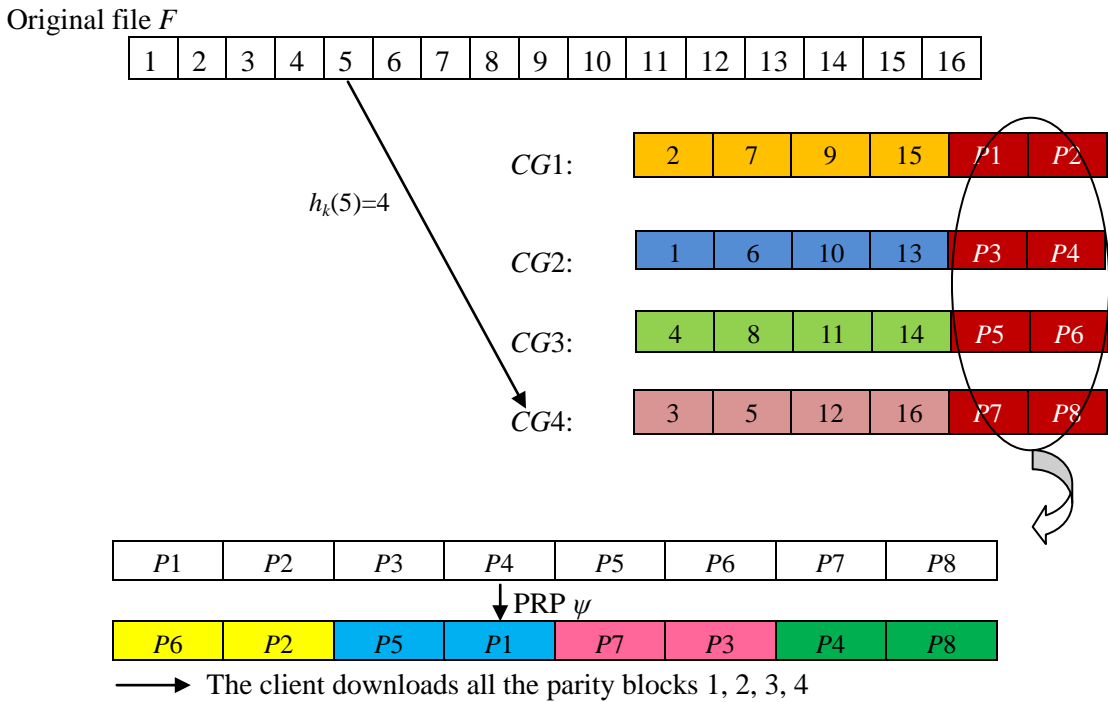 Original file F
1 2 3 4 5 6 7 8 9 10 11 12 13 14 15 16
CG1: 2 7 9 15 P1 P2
h_k(5)=4
CG2: 1 6 10 13 P3 P4
CG3: 4 8 11 14 P5 P6
CG4: 3 5 12 16 P7 P8
P1 P2 P3 P4 P5 P6 P7 P8
PRP ψ
P6 P2 P5 P1 P7 P3 P4 P8
The client downloads all the parity blocks 1, 2, 3, 4